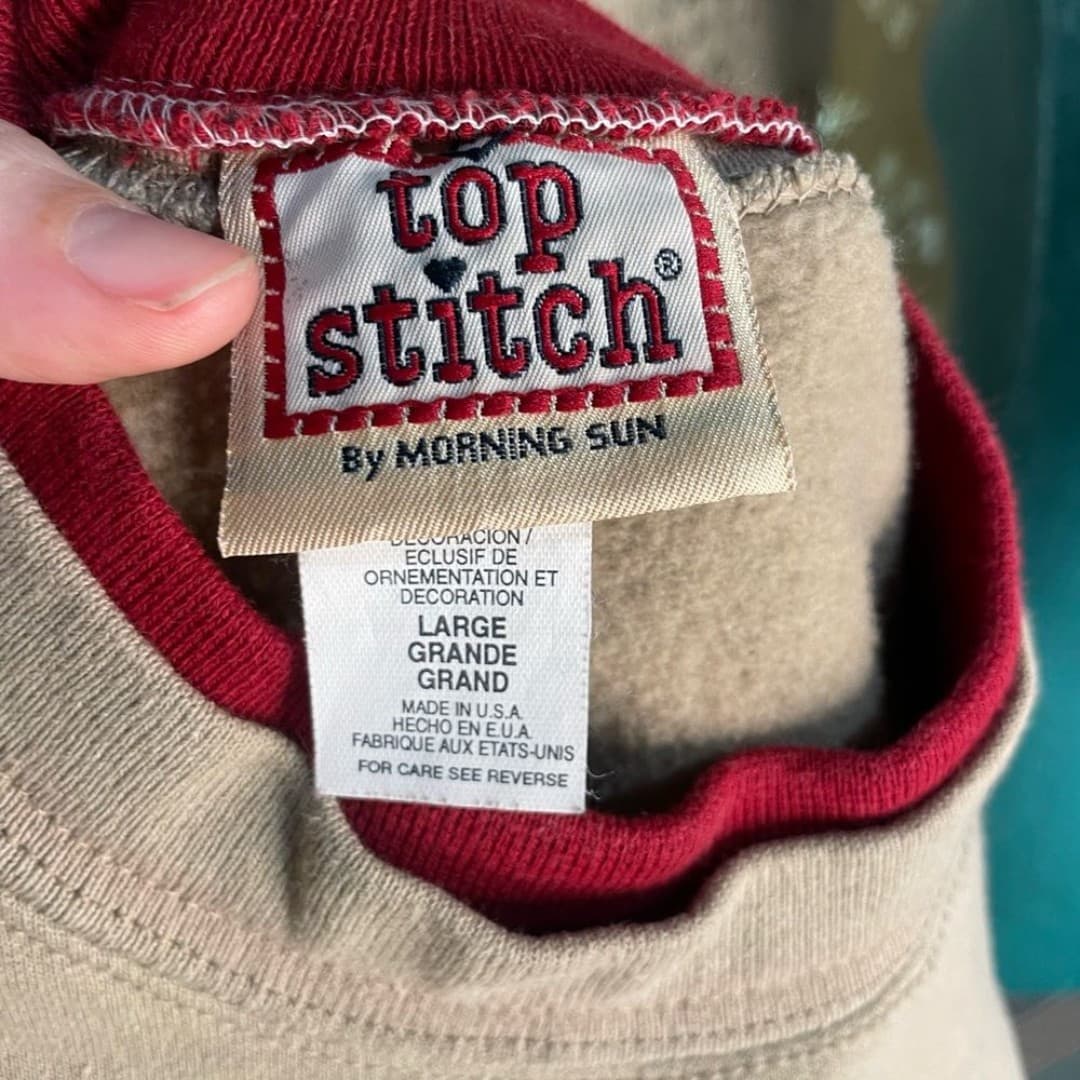 top
stitch®
By MORNING SUN
DECORACION /
ECLUSIF DE
ORNEMENTATION ET
DECORATION
LARGE
GRANDE
GRAND
MADE IN U.S.A.
HECHO EN E.U.A.
FABRIQUE AUX ETATS-UNIS
FOR CARE SEE REVERSE